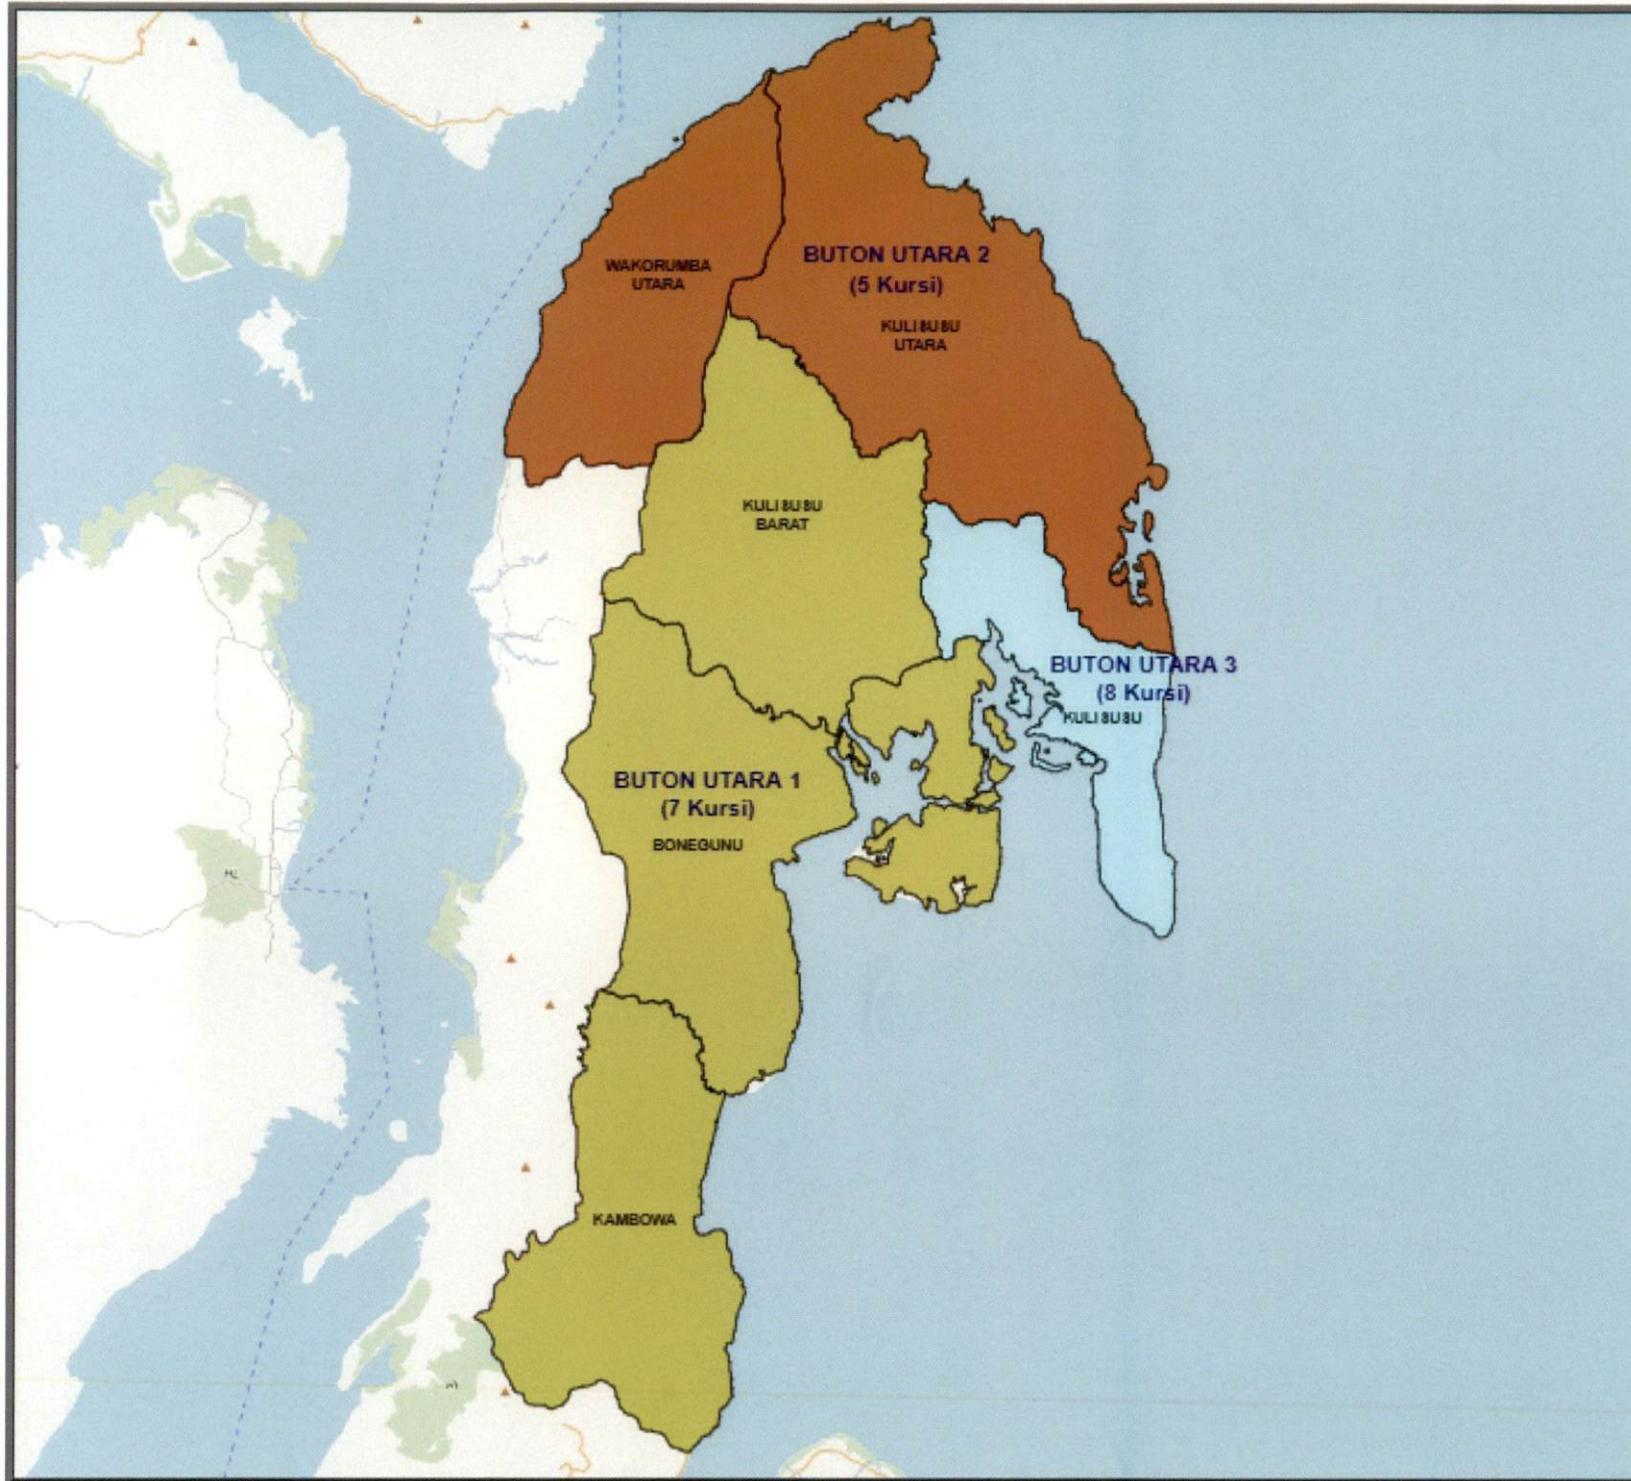 WAKORUMBA
UTARA
BUTON UTARA 2
(5 Kursi)
KULISUSU
UTARA
KULISUSU
BARAT
BUTON UTARA 3
(8 Kursi)
KULISUSU
BUTON UTARA 1
(7 Kursi)
BONEGUNU
KAMBOWA